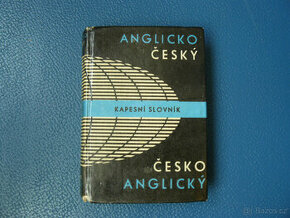 ANGLICKO
ČESKÝ
KAPESNÍ SLOVNÍK
ČESKO
ANGLICKÝ